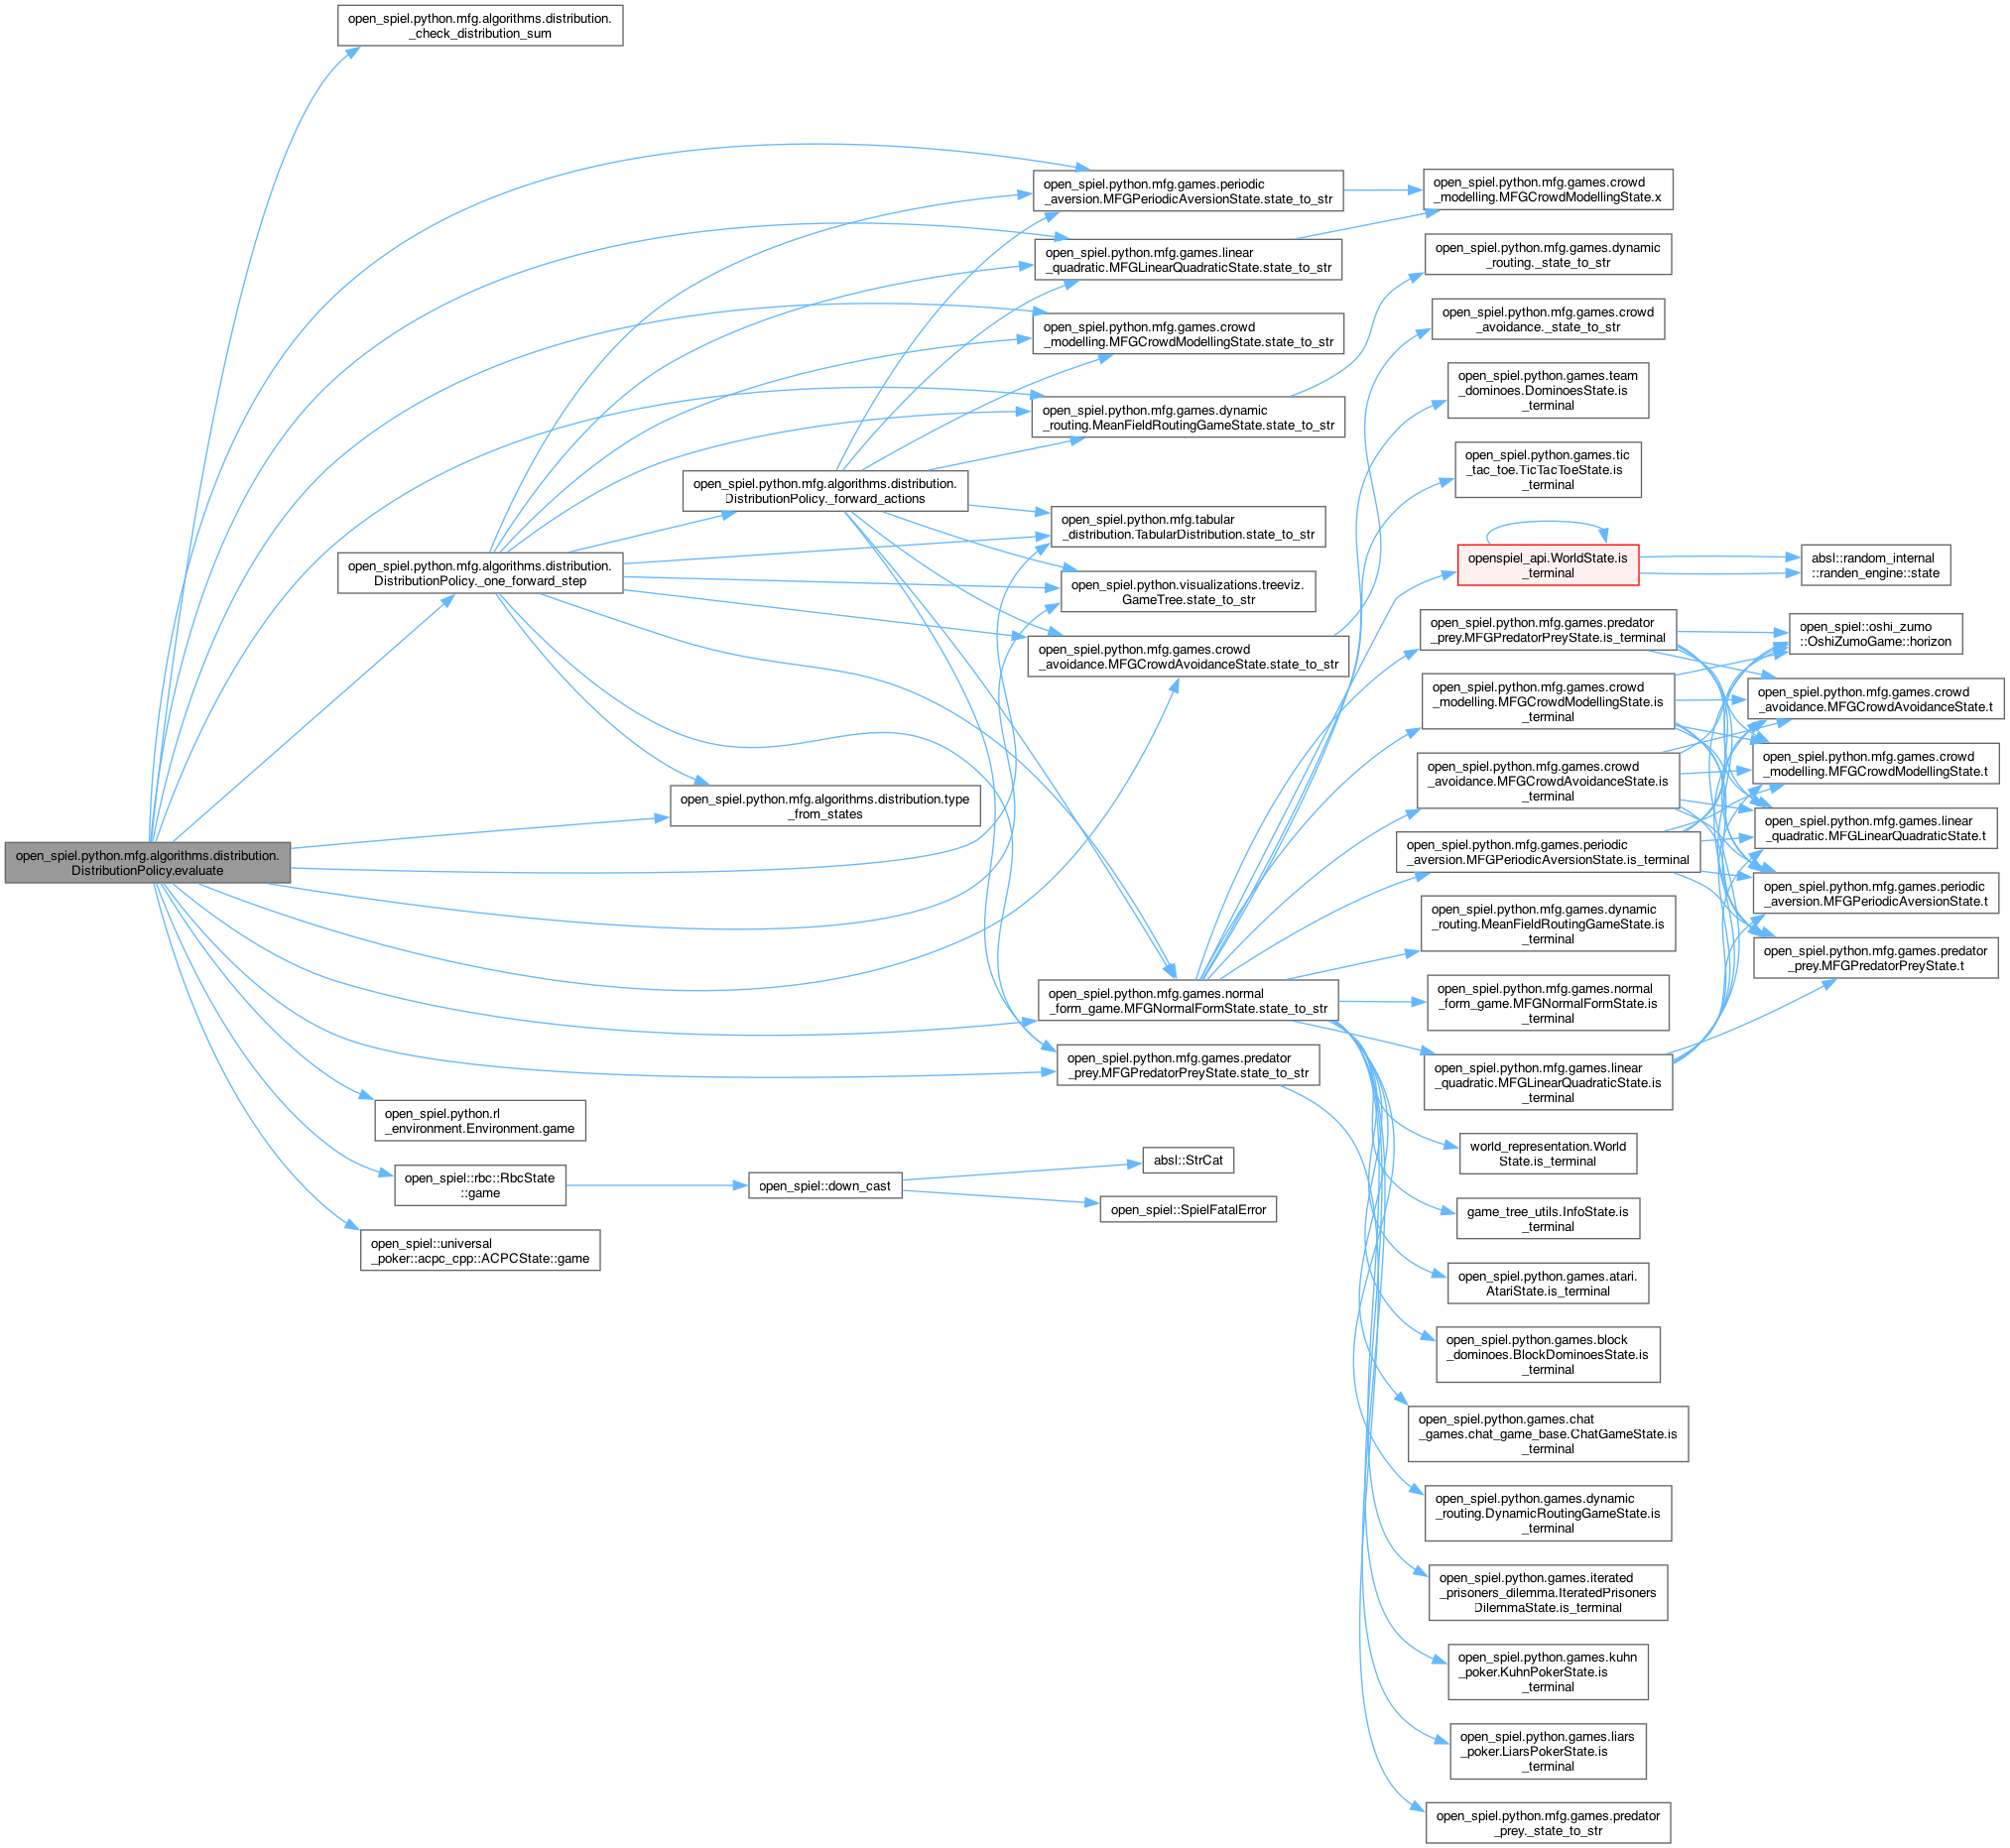 open_spiel.python.mfg.algorithms.distribution.
DistributionPolicy.evaluate
open_spiel.python.mfg.algorithms.distribution.
_check_distribution_sum
open_spiel.python.mfg.algorithms.distribution.
DistributionPolicy._one_forward_step
open_spiel.python.rl
_environment.Environment.game
open_spiel::rbc::RbcState
::game
open_spiel::universal
_poker::acpc_cpp::ACPCState::game
open_spiel.python.mfg.algorithms.distribution.
DistributionPolicy._forward_actions
open_spiel.python.mfg.algorithms.distribution.type
_from_states
open_spiel::down_cast
open_spiel.python.mfg.games.periodic
_aversion.MFGPeriodicAversionState.state_to_str
open_spiel.python.mfg.games.linear
_quadratic.MFGLinearQuadraticState.state_to_str
open_spiel.python.mfg.games.crowd
_modelling.MFGCrowdModellingState.state_to_str
open_spiel.python.mfg.games.dynamic
_routing.MeanFieldRoutingGameState.state_to_str
open_spiel.python.mfg.tabular
_distribution.TabularDistribution.state_to_str
open_spiel.python.visualizations.treeviz.
GameTree.state_to_str
open_spiel.python.mfg.games.crowd
_avoidance.MFGCrowdAvoidanceState.state_to_str
open_spiel.python.mfg.games.normal
_form_game.MFGNormalFormState.state_to_str
open_spiel.python.mfg.games.predator
_prey.MFGPredatorPreyState.state_to_str
absl::StrCat
open_spiel::SpielFatalError
open_spiel.python.mfg.games.crowd
_modelling.MFGCrowdModellingState.x
open_spiel.python.mfg.games.dynamic
_routing._state_to_str
open_spiel.python.mfg.games.crowd
_avoidance._state_to_str
open_spiel.python.games.team
_dominoes.DominoesState.is
_terminal
open_spiel.python.games.tic
_tac_toe.TicTacToeState.is
_terminal
openspiel_api.WorldState.is
_terminal
open_spiel.python.mfg.games.predator
_prey.MFGPredatorPreyState.is_terminal
open_spiel.python.mfg.games.crowd
_modelling.MFGCrowdModellingState.is
_terminal
open_spiel.python.mfg.games.crowd
_avoidance.MFGCrowdAvoidanceState.is
_terminal
open_spiel.python.mfg.games.periodic
_aversion.MFGPeriodicAversionState.is_terminal
open_spiel.python.mfg.games.dynamic
_routing.MeanFieldRoutingGameState.is
_terminal
open_spiel.python.mfg.games.normal
_form_game.MFGNormalFormState.is
_terminal
open_spiel.python.mfg.games.linear
_quadratic.MFGLinearQuadraticState.is
_terminal
world_representation.World
State.is_terminal
game_tree_utils.InfoState.is
_terminal
open_spiel.python.games.atari.
AtariState.is_terminal
open_spiel.python.games.block
_dominoes.BlockDominoesState.is
_terminal
open_spiel.python.games.chat
_games.chat_game_base.ChatGameState.is
_terminal
open_spiel.python.games.dynamic
_routing.DynamicRoutingGameState.is
_terminal
open_spiel.python.games.iterated
_prisoners_dilemma.IteratedPrisoners
DilemmaState.is_terminal
open_spiel.python.games.kuhn
_poker.KuhnPokerState.is
_terminal
open_spiel.python.games.liars
_poker.LiarsPokerState.is
_terminal
open_spiel.python.mfg.games.predator
_prey._state_to_str
absl::random_internal
::randen_engine::state
open_spiel::oshi_zumo
::OshiZumoGame::horizon
open_spiel.python.mfg.games.crowd
_avoidance.MFGCrowdAvoidanceState.t
open_spiel.python.mfg.games.crowd
_modelling.MFGCrowdModellingState.t
open_spiel.python.mfg.games.linear
_quadratic.MFGLinearQuadraticState.t
open_spiel.python.mfg.games.periodic
_aversion.MFGPeriodicAversionState.t
open_spiel.python.mfg.games.predator
_prey.MFGPredatorPreyState.t